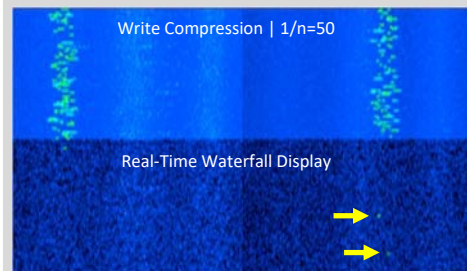 Write Compression | 1/n=50
Real-Time Waterfall Display